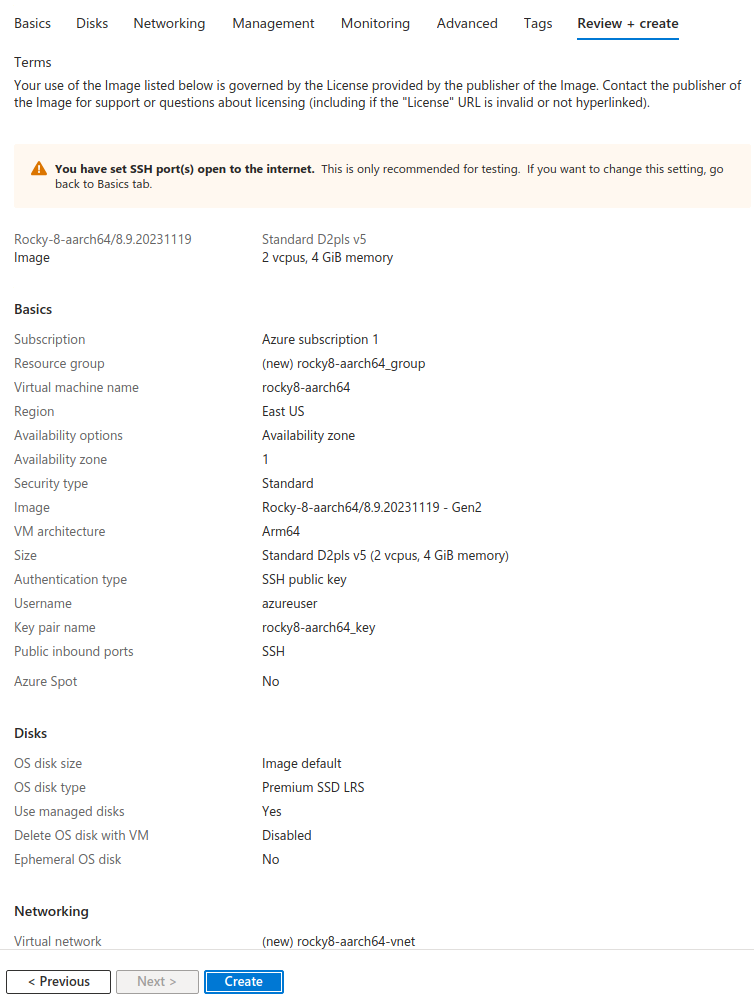 Basics Disks Networking Management Monitoring Advanced Tags Review + create
Terms
Your use of the Image listed below is governed by the License provided by the publisher of the Image. Contact the publisher of
the Image for support or questions about licensing (including if the "License" URL is invalid or not hyperlinked).
You have set SSH port(s) open to the internet. This is only recommended for testing. If you want to change this setting, go
back to Basics tab.
Rocky-8-aarch64/8.9.20231119 Standard D2pls v5
Image 2 vcpus, 4 GiB memory
Basics
Subscription Azure subscription 1
Resource group (new) rocky8-aarch64_group
Virtual machine name rocky8-aarch64
Region East US
Availability options Availability zone
Availability zone 1
Security type Standard
Image Rocky-8-aarch64/8.9.20231119 - Gen2
VM architecture Arm64
Size Standard D2pls v5 (2 vcpus, 4 GiB memory)
Authentication type SSH public key
Username azureuser
Key pair name rocky8-aarch64_key
Public inbound ports SSH
Azure Spot No
Disks
OS disk size Image default
OS disk type Premium SSD LRS
Use managed disks Yes
Delete OS disk with VM Disabled
Ephemeral OS disk No
Networking
Virtual network (new) rocky8-aarch64-vnet
< Previous Next > Create